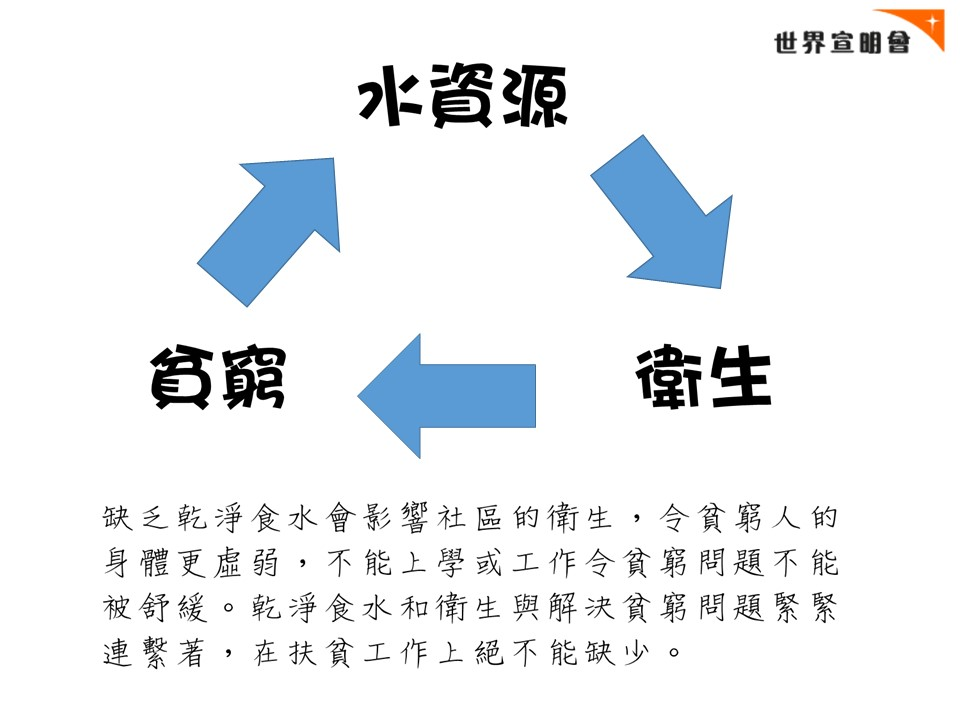 世界宣明會
水資源
貧窮
衛生
缺乏乾淨食水會影響社區的衛生，令貧窮人的
身體更虛弱，不能上學或工作令貧窮問題不能
被舒緩。乾淨食水和衛生與解決貧窮問題緊緊
連繫著，在扶貧工作上絕不能缺少。